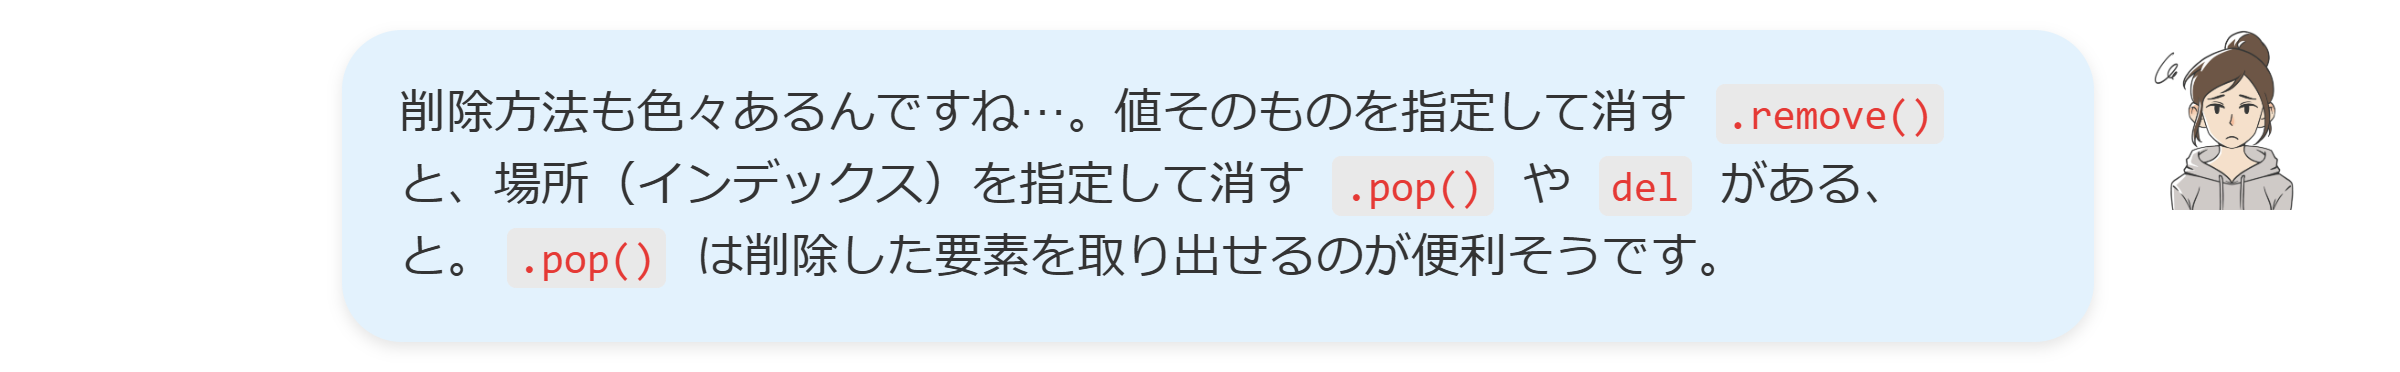 削除方法も色々あるんですね…。値そのものを指定して消す .remove()
と、場所（インデックス）を指定して消す .pop() や del がある、
と。 .pop() は削除した要素を取り出せるのが便利そうです。